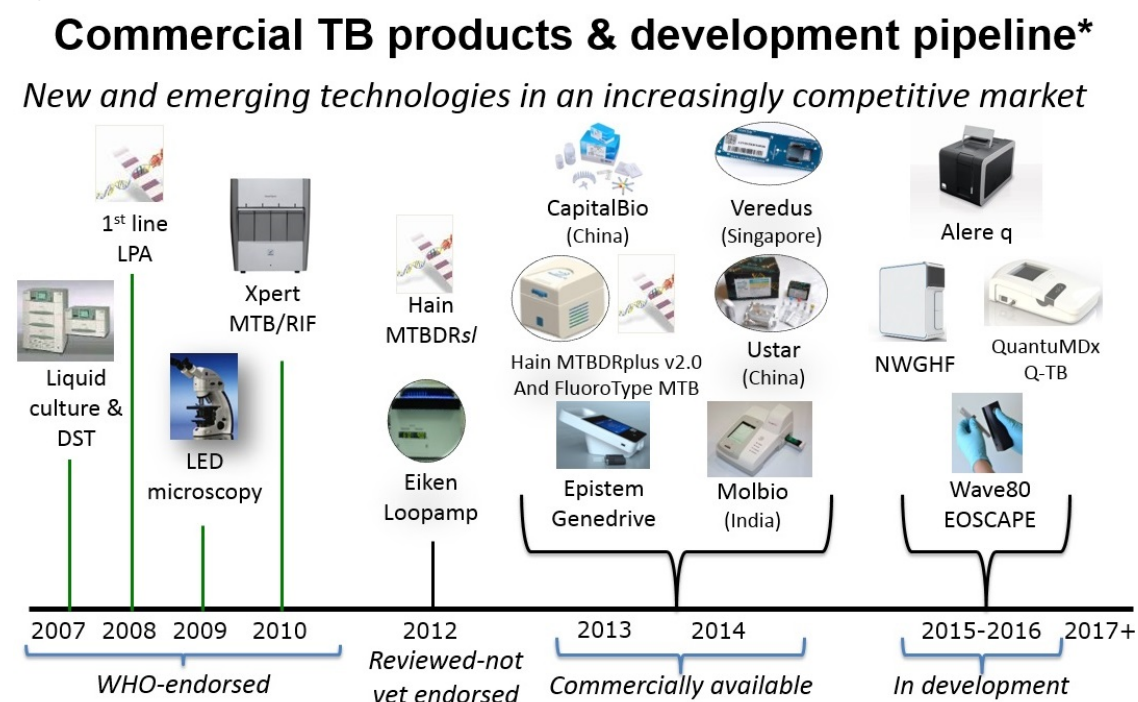 Commercial TB products & development pipeline*
New and emerging technologies in an increasingly competitive market
1st line
LPA
Xpert
MTB/RIF
Liquid
culture &
DST
LED
microscopy
Hain
MTBDRsl
Eiken
Loopamp
CapitalBio
(China)
Veredus
(Singapore)
Hain MTBDRplus v2.0
And FluoroType MTB
Ustar
(China)
Epistem
Genedrive
Molbio
(India)
Alere q
NWGHF
QuantuMDx
Q-TB
Wave80
EOSCAPE
2007 2008 2009 2010 2012 2013 2014 2015-2016 2017+
WHO-endorsed
Reviewed-not
yet endorsed
Commercially available
In development